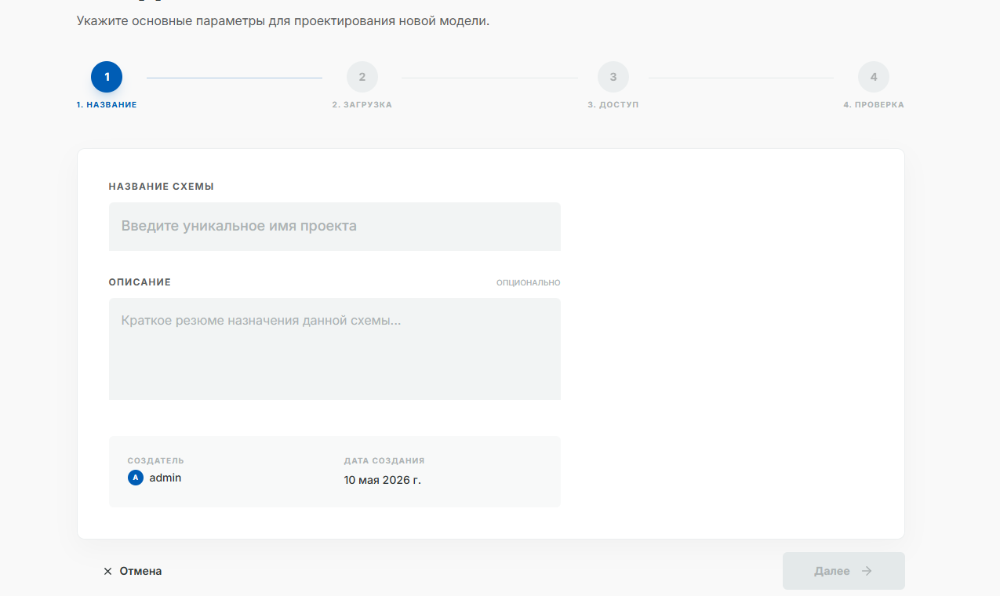 Укажите основные параметры для проектирования новой модели.
1 2 3 4
1. НАЗВАНИЕ 2. ЗАГРУЗКА 3. ДОСТУП 4. ПРОВЕРКА
НАЗВАНИЕ СХЕМЫ
Введите уникальное имя проекта
ОПИСАНИЕ ОПЦИОНАЛЬНО
Краткое резюме назначения данной схемы...
СОЗДАТЕЛЬ ДАТА СОЗДАНИЯ
A admin 10 мая 2026 г.
Отмена Далее